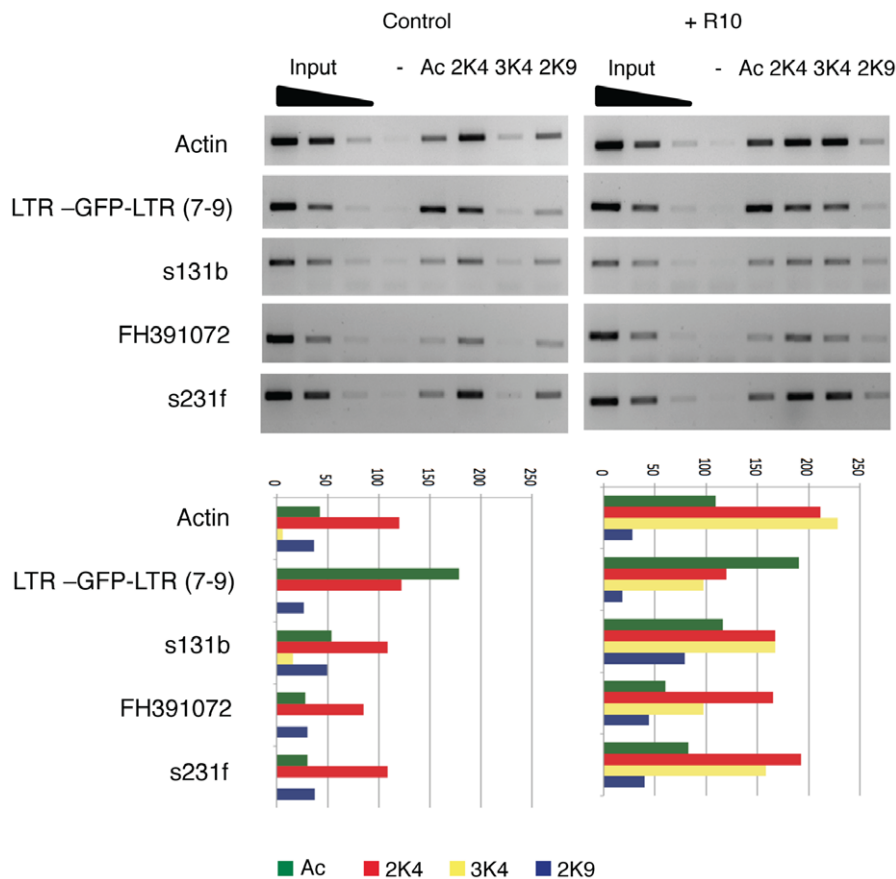 Control + R10
Input - Ac 2K4 3K4 2K9 Input - Ac 2K4 3K4 2K9
Actin
LTR –GFP-LTR (7-9)
s131b
FH391072
s231f
0 50 100 150 200 250 0 50 100 150 200 250
Actin
LTR –GFP-LTR (7-9)
s131b
FH391072
s231f
Ac 2K4 3K4 2K9